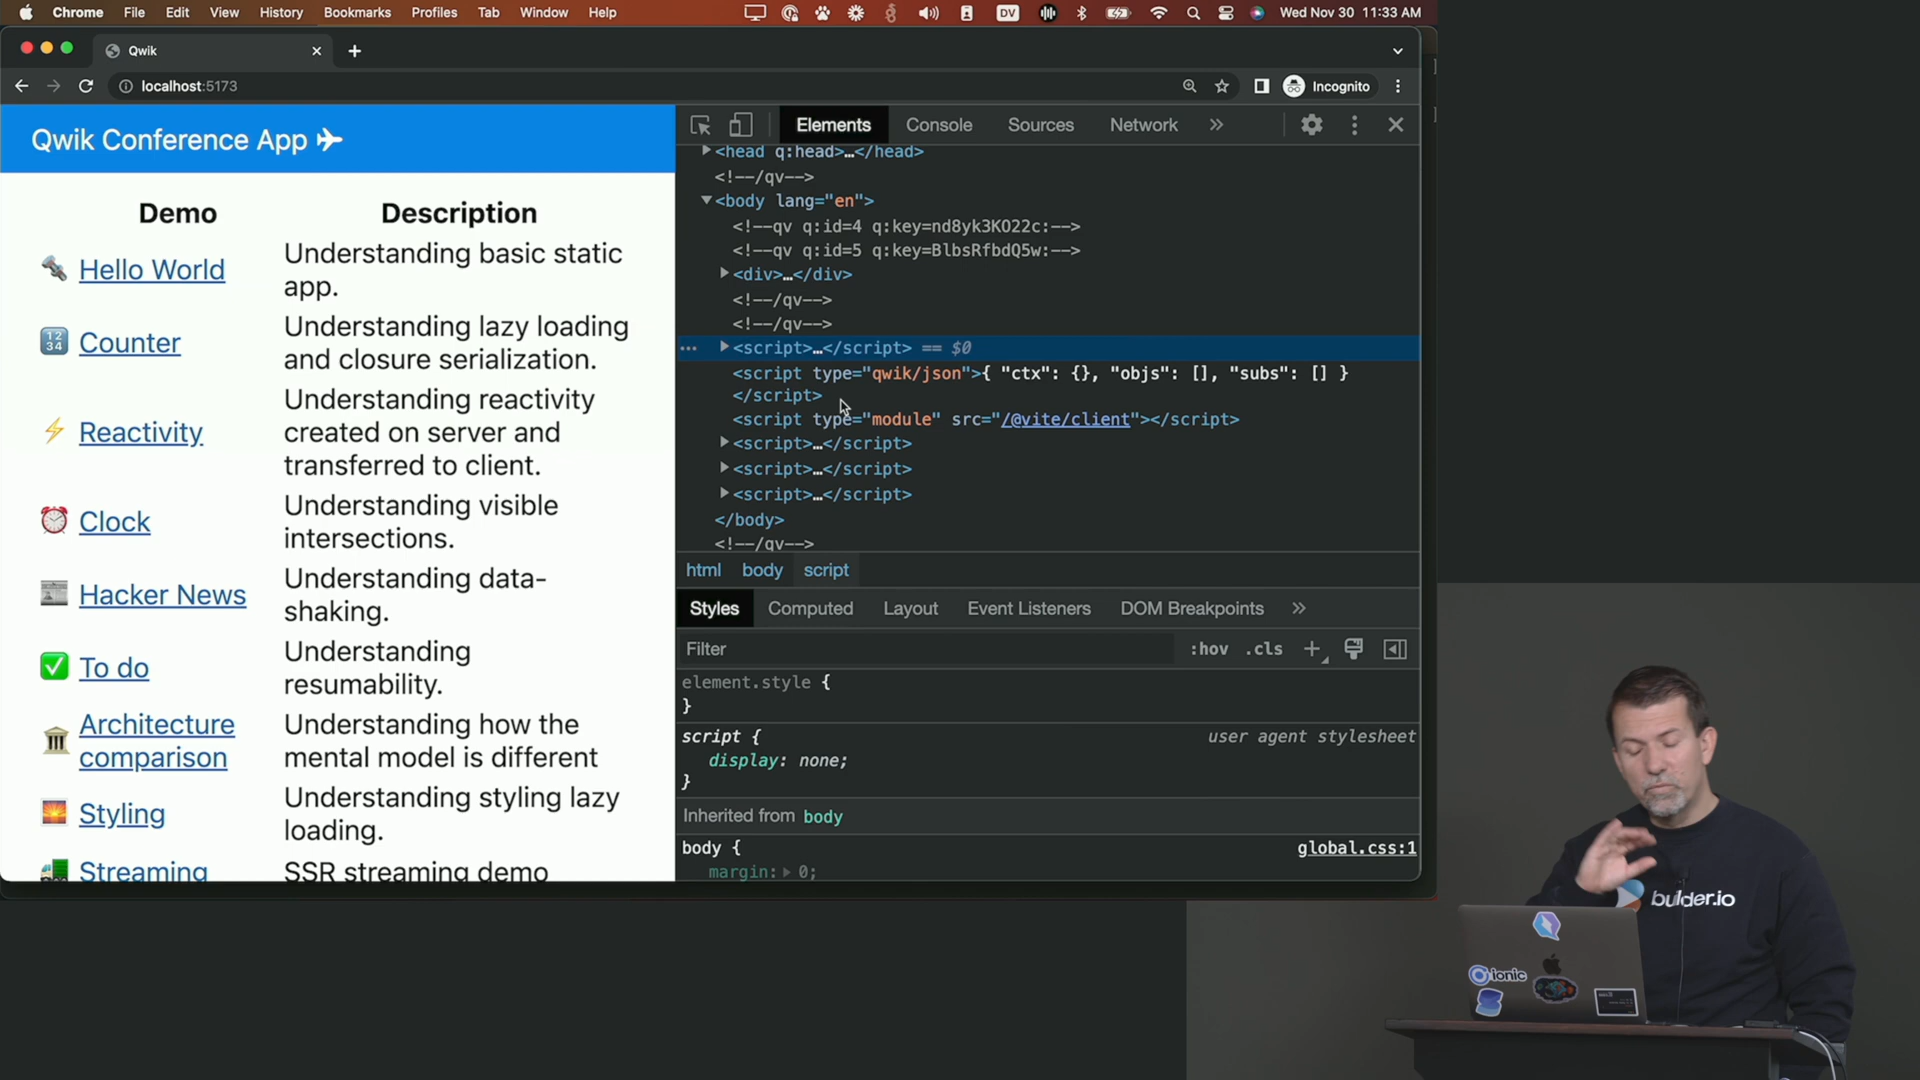 Chrome File Edit View History Bookmarks Profiles Tab Window Help DV Wed Nov 30 11:33 AM
Qwik
localhost:5173 Incognito
Qwik Conference App
Demo Description
Hello World Understanding basic static
app.
1234 Counter Understanding lazy loading
and closure serialization.
Reactivity Understanding reactivity
created on server and
transferred to client.
Clock Understanding visible
intersections.
Hacker News Understanding data-
shaking.
To do Understanding
resumability.
Architecture
comparison Understanding how the
mental model is different
Styling Understanding styling lazy
loading.
Streaming SSR streaming demo
Elements Console Sources Network
<head q:head>…</head>
<!--/qv-->
<body lang="en">
<!--qv q:id=4 q:key=nd8yk3KO22c:-->
<!--qv q:id=5 q:key=BlbsRfbdQ5w:-->
<div>…</div>
<!--/qv-->
<!--/qv-->
<script>…</script> == $0
<script type="qwik/json">{ "ctx": {}, "objs": [], "subs": [] }
</script>
<script type="module" src="/@vite/client"></script>
<script>…</script>
<script>…</script>
<script>…</script>
</body>
<!--/qv-->
html body script
Styles Computed Layout Event Listeners DOM Breakpoints
Filter :hov .cls
element.style {
}
script { user agent stylesheet
display: none;
}
Inherited from body
body { global.css:1
margin: 0;
builder.io
ionic